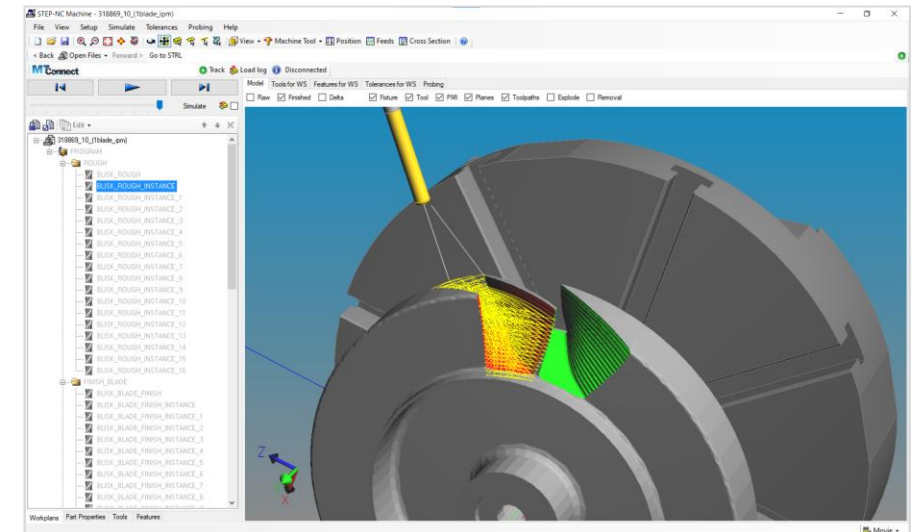 STEP-NC Machine - 318869_10_(1blade_ipm)
File View Setup Simulate Tolerances Probing Help
View Machine Tool Position Feeds Cross Section
< Back Open Files Forward Go to STRL
MTConnect Track Load log Disconnected
Model Tools for WS Features for WS Tolerances for WS Probing
Simulate
Raw Finished Delta Fixture Tool PMI Planes Toolpaths Explode Removal
Edit
318869_10_(1blade_ipm)
PROGRAM
ROUGH
BLISK_ROUGH
BLISK_ROUGH_INSTANCE
BLISK_ROUGH_INSTANCE_1
BLISK_ROUGH_INSTANCE_2
BLISK_ROUGH_INSTANCE_3
BLISK_ROUGH_INSTANCE_4
BLISK_ROUGH_INSTANCE_5
BLISK_ROUGH_INSTANCE_6
BLISK_ROUGH_INSTANCE_7
BLISK_ROUGH_INSTANCE_8
BLISK_ROUGH_INSTANCE_9
BLISK_ROUGH_INSTANCE_10
BLISK_ROUGH_INSTANCE_11
BLISK_ROUGH_INSTANCE_12
BLISK_ROUGH_INSTANCE_13
BLISK_ROUGH_INSTANCE_14
BLISK_ROUGH_INSTANCE_15
BLISK_ROUGH_INSTANCE_16
FINISH_BLADE
BLISK_BLADE_FINISH
BLISK_BLADE_FINISH_INSTANCE
BLISK_BLADE_FINISH_INSTANCE_1
BLISK_BLADE_FINISH_INSTANCE_2
BLISK_BLADE_FINISH_INSTANCE_3
BLISK_BLADE_FINISH_INSTANCE_4
BLISK_BLADE_FINISH_INSTANCE_5
BLISK_BLADE_FINISH_INSTANCE_6
BLISK_BLADE_FINISH_INSTANCE_7
BLISK_BLADE_FINISH_INSTANCE_8
Z
X
Workplans Part Properties Tools Features
Movie